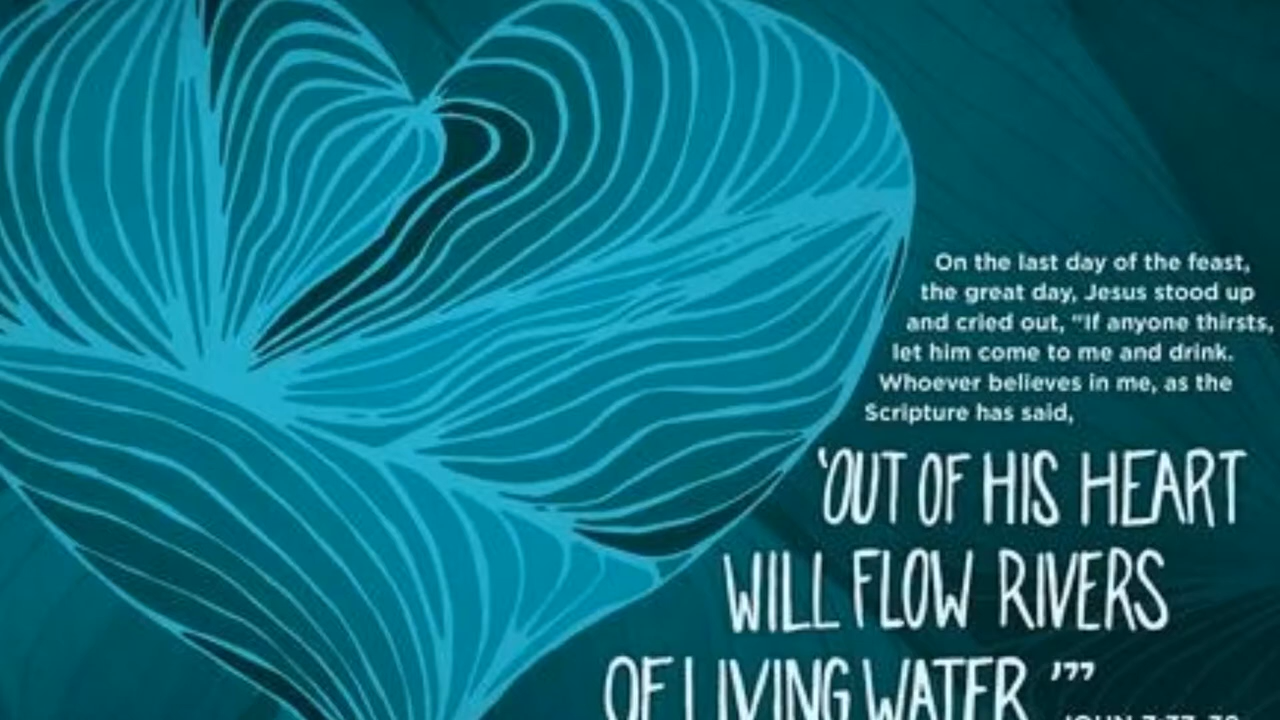 On the last day of the feast,
the great day, Jesus stood up
and cried out, "If anyone thirsts,
let him come to me and drink.
Whoever believes in me, as the
Scripture has said,
'OUT OF HIS HEART
WILL FLOW RIVERS
OF LIVING WATER.'"